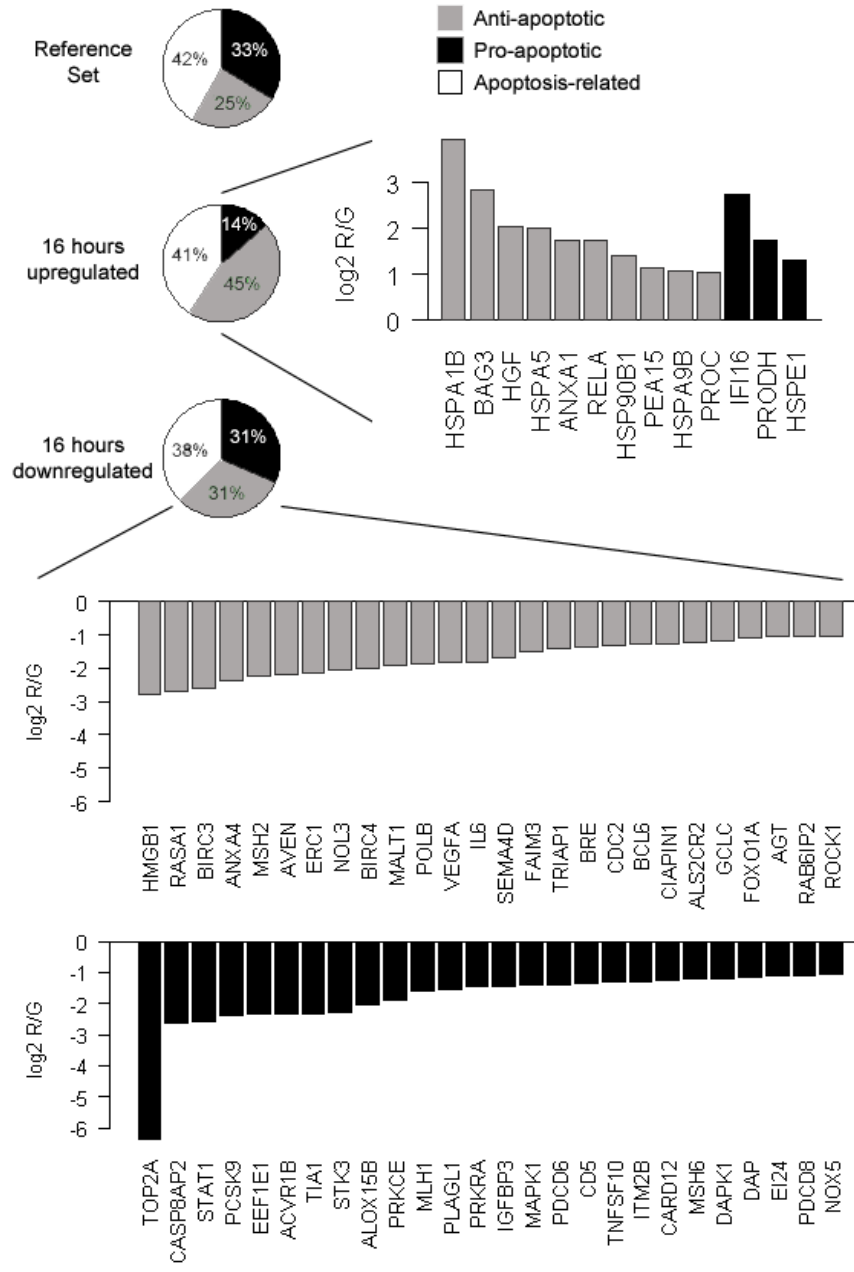 Reference
Set
42%
33%
25%
Anti-apoptotic
Pro-apoptotic
Apoptosis-related
16 hours
upregulated
14%
41%
45%
log2 R/G
3
2
1
0
HSPA1B
BAG3
HGF
HSPA5
ANXA1
RELA
HSP90B1
PEA15
HSPA9B
PROC
IFI16
PRODH
HSPE1
16 hours
downregulated
38%
31%
31%
log2 R/G
0
-1
-2
-3
-4
-5
-6
HMGB1
RASA1
BIRC3
ANXA4
MSH2
AVEN
ERC1
NOL3
BIRC4
MALT1
POLB
VEGFA
IL6
SEMA4D
FAIM3
TRIAP1
BRE
CDC2
BCL6
CIAPIN1
ALS2CR2
GCLC
FOXO1A
AGT
RAB6IP2
ROCK1
log2 R/G
0
-1
-2
-3
-4
-5
-6
TOP2A
CASP8AP2
STAT1
PCSK9
EEF1E1
ACVR1B
TIA1
STK3
ALOX15B
PRKCE
MLH1
PLAGL1
PRKRA
IGFBP3
MAPK1
PDCD6
CD5
TNFSF10
ITM2B
CARD12
MSH6
DAPK1
DAP
EI24
PDCD8
NOX5